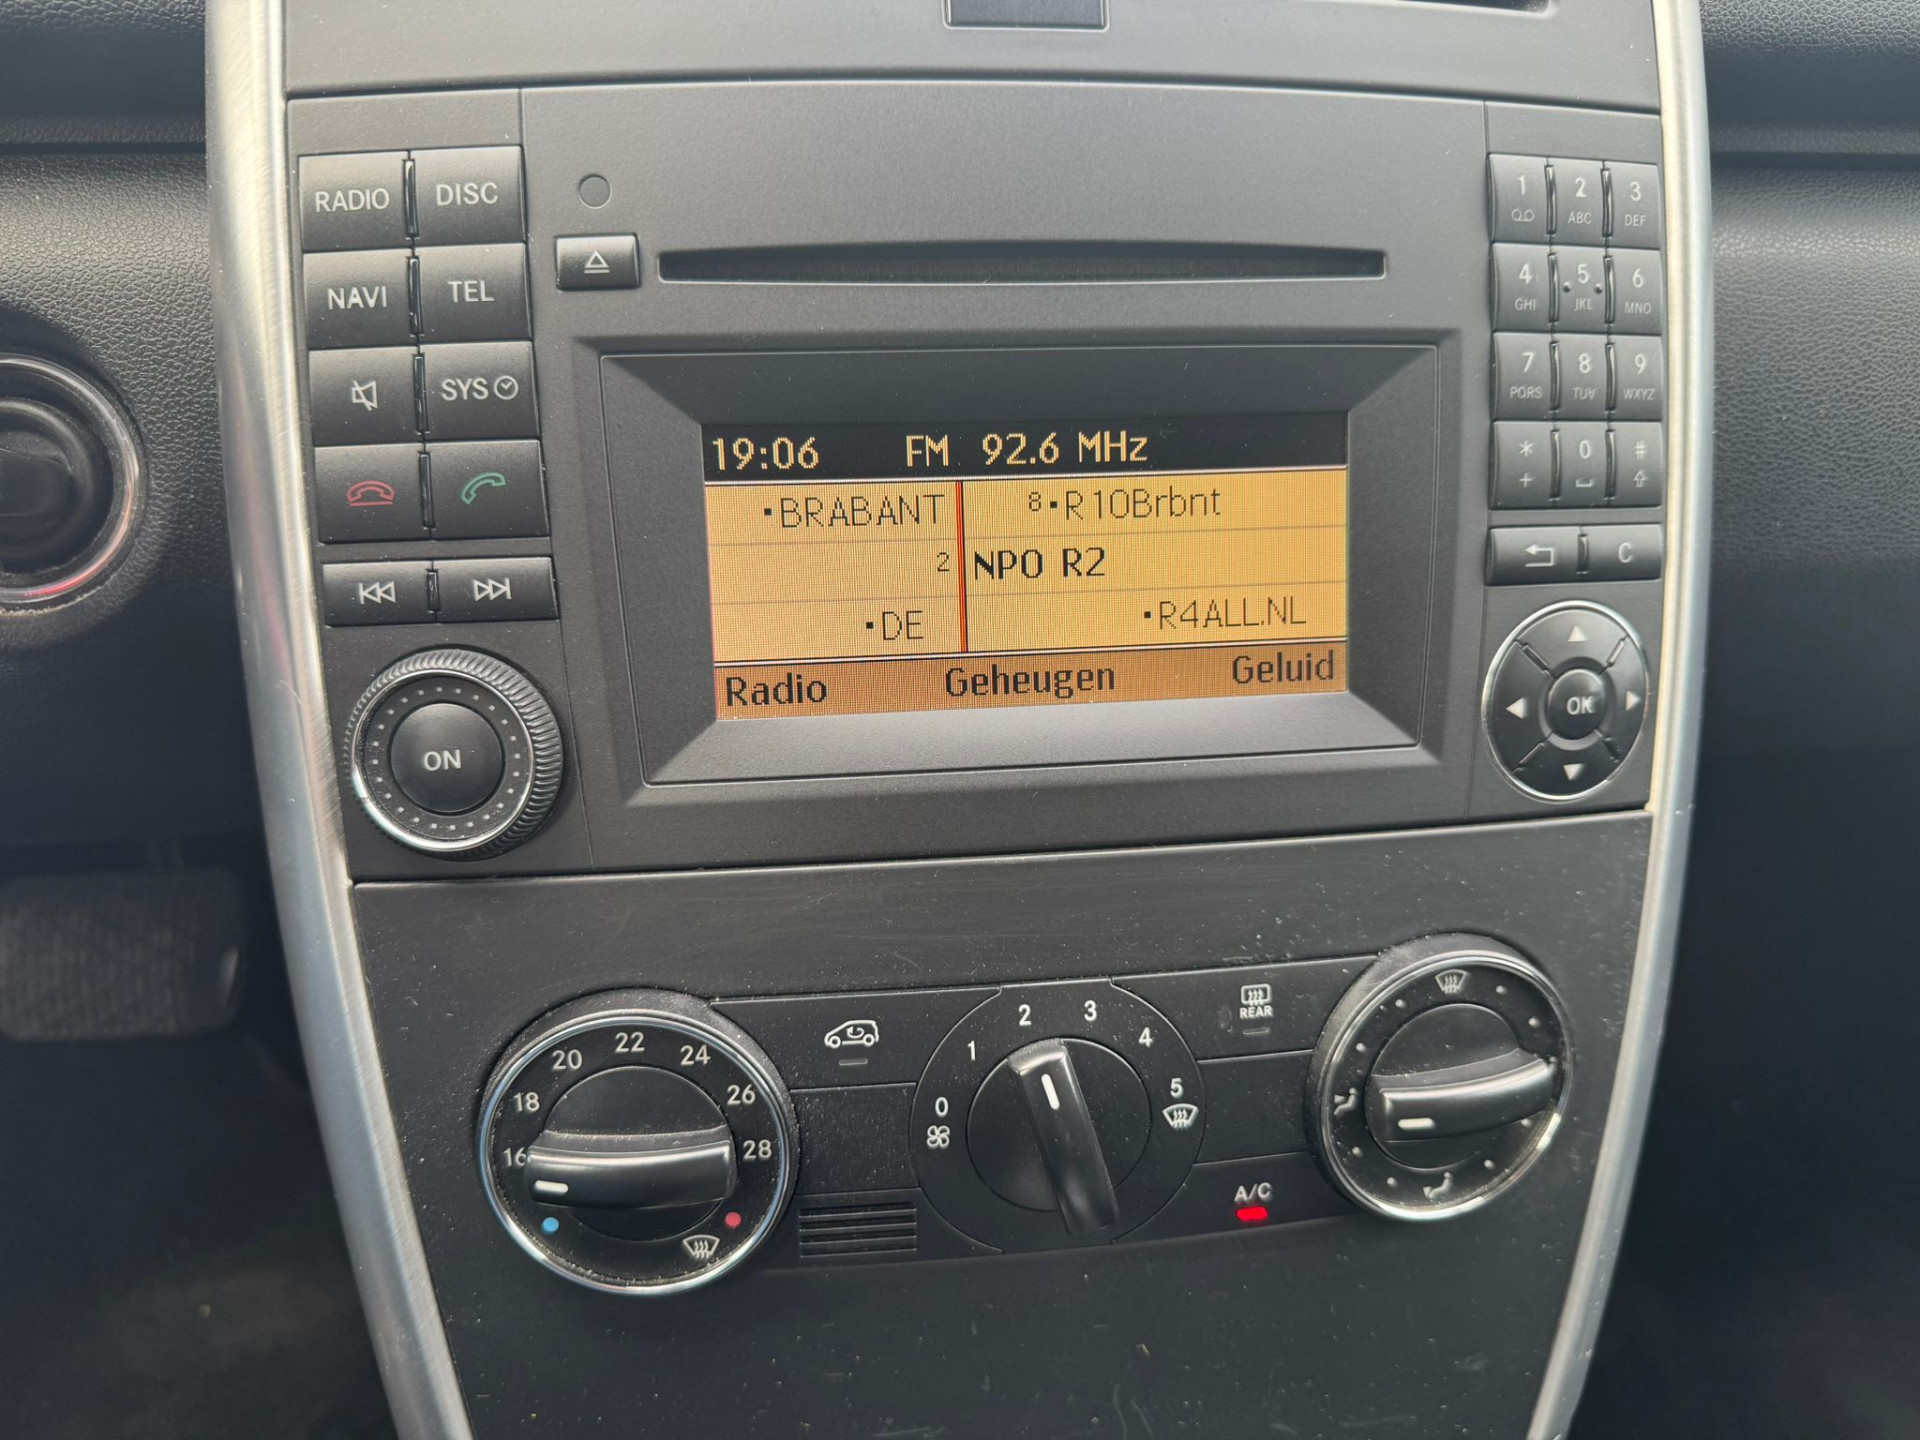 RADIO DISC
NAVI TEL
SYS
ON
1 2 ABC 3 DEF
4 GHI 5 JKL 6 MNO
7 PQRS 8 TUV 9 WXYZ
* + 0 #
C
OK
19:06 FM 92.6 MHz
·BRABANT 8·R10Brbnt
2 NPO R2
·DE ·R4ALL.NL
Radio Geheugen Geluid
16 18 20 22 24 26 28
0 1 2 3 4 5
REAR
A/C